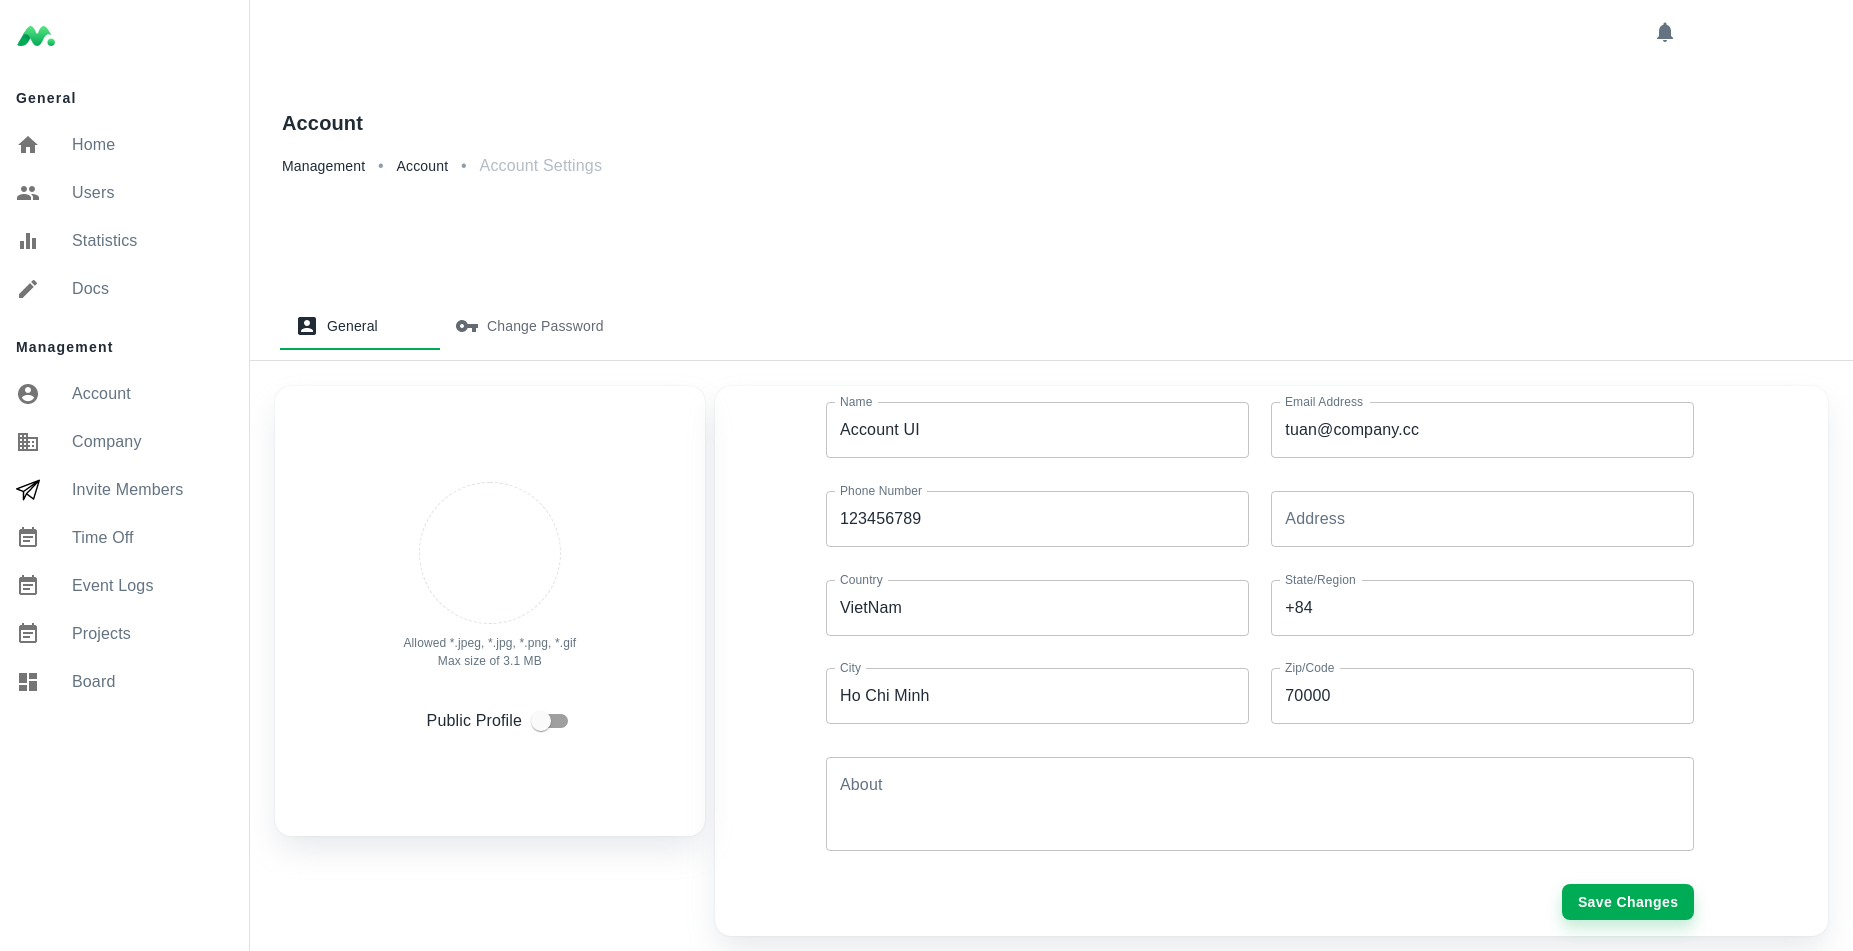 General
Home
Users
Statistics
Docs
Management
Account
Company
Invite Members
Time Off
Event Logs
Projects
Board
Account
Management • Account • Account Settings
General
Change Password
Allowed *.jpeg, *.jpg, *.png, *.gif
Max size of 3.1 MB
Public Profile
Name
Account UI
Email Address
tuan@company.cc
Phone Number
123456789
Address
Country
VietNam
State/Region
+84
City
Ho Chi Minh
Zip/Code
70000
About
Save Changes